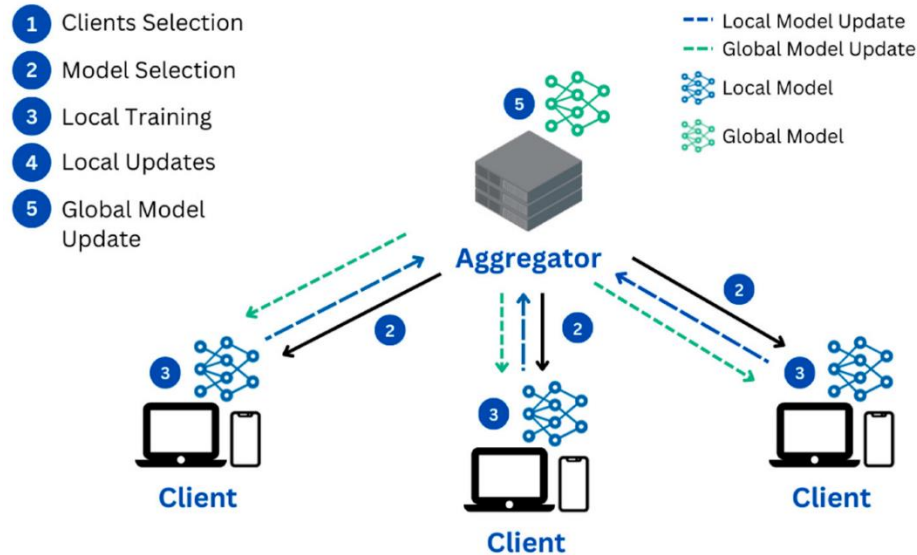 1 Clients Selection
2 Model Selection
3 Local Training
4 Local Updates
5 Global Model
Update
Local Model Update
Global Model Update
Local Model
Global Model
5
Aggregator
2
2
2
3
3
3
Client
Client
Client